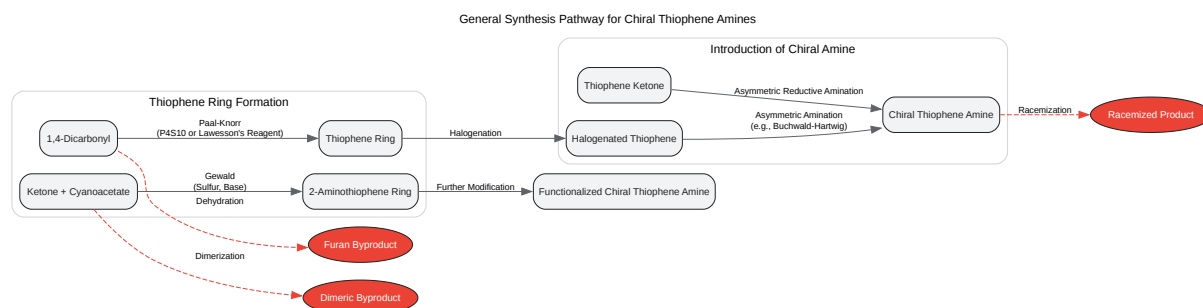 General Synthesis Pathway for Chiral Thiophene Amines
Introduction of Chiral Amine
Thiophene Ketone
Asymmetric Reductive Amination
Thiophene Ring Formation
1,4-Dicarbonyl
Paal-Knorr
(P4S10 or Lawesson's Reagent)
Thiophene Ring
Halogenation
Halogenated Thiophene
Asymmetric Amination
(e.g., Buchwald-Hartwig)
Chiral Thiophene Amine
Racemization
Racemized Product
Ketone + Cyanoacetate
Gewald
(Sulfur, Base)
2-Aminothiophene Ring
Further Modification
Functionalized Chiral Thiophene Amine
Dehydration
Furan Byproduct
Dimerization
Dimeric Byproduct